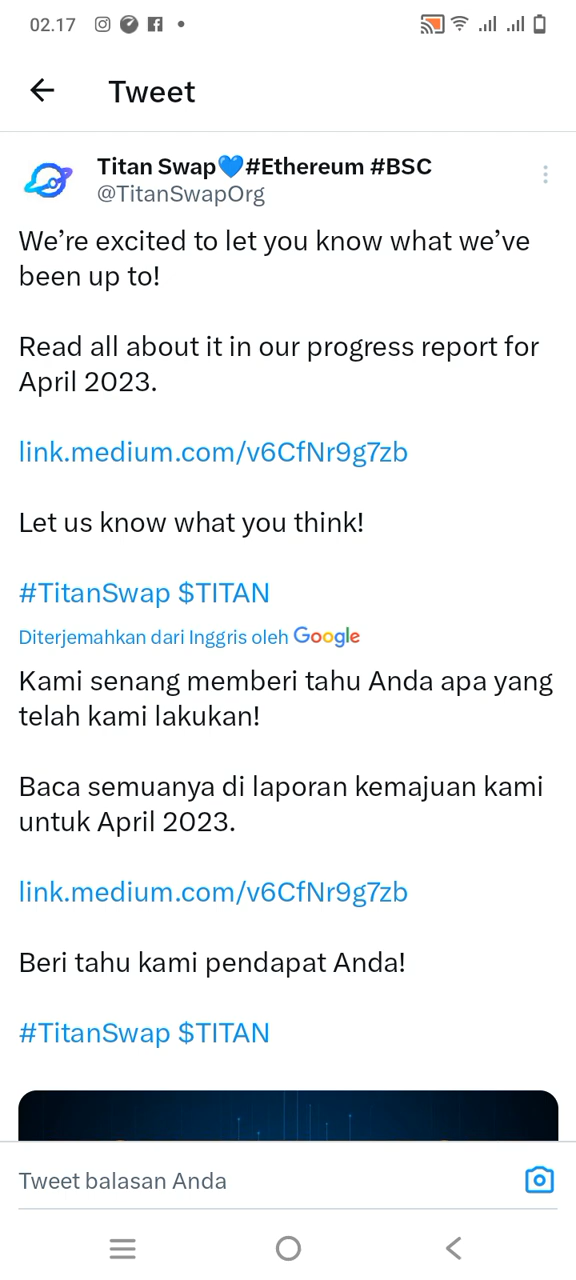 02.17
Tweet
Titan Swap💙#Ethereum #BSC
@TitanSwapOrg
We’re excited to let you know what we’ve
been up to!
Read all about it in our progress report for
April 2023.
link.medium.com/v6CfNr9g7zb
Let us know what you think!
#TitanSwap $TITAN
Diterjemahkan dari Inggris oleh Google
Kami senang memberi tahu Anda apa yang
telah kami lakukan!
Baca semuanya di laporan kemajuan kami
untuk April 2023.
link.medium.com/v6CfNr9g7zb
Beri tahu kami pendapat Anda!
#TitanSwap $TITAN
Tweet balasan Anda